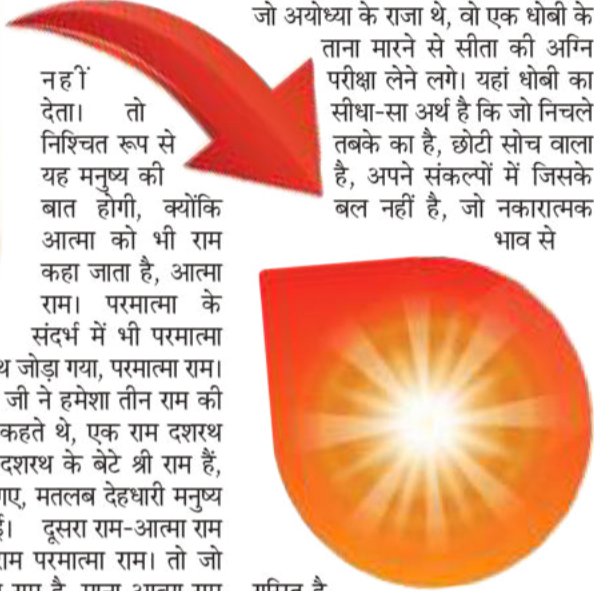 नहीं
देता। तो
निश्चित रूप से
यह मनुष्य की
बात होगी, क्योंकि
आत्मा को भी राम
कहा जाता है, आत्मा
राम। परमात्मा के
संदर्भ में भी परमात्मा
जोड़ा गया, परमात्मा राम।
जी ने हमेशा तीन राम की
कहते थे, एक राम दशरथ
दशरथ के बेटे श्री राम हैं,
मतलब देहधारी मनुष्य
दूसरा राम-आत्मा राम
राम परमात्मा राम। तो जो
जो अयोध्या के राजा थे, वो एक धोबी के
ताना मारने से सीता की अग्नि
परीक्षा लेने लगे। यहां धोबी का
सीधा-सा अर्थ है कि जो निचले
तबके का है, छोटी सोच वाला
है, अपने संकल्पों में जिसके
बल नहीं है, जो नकारात्मक
भाव से